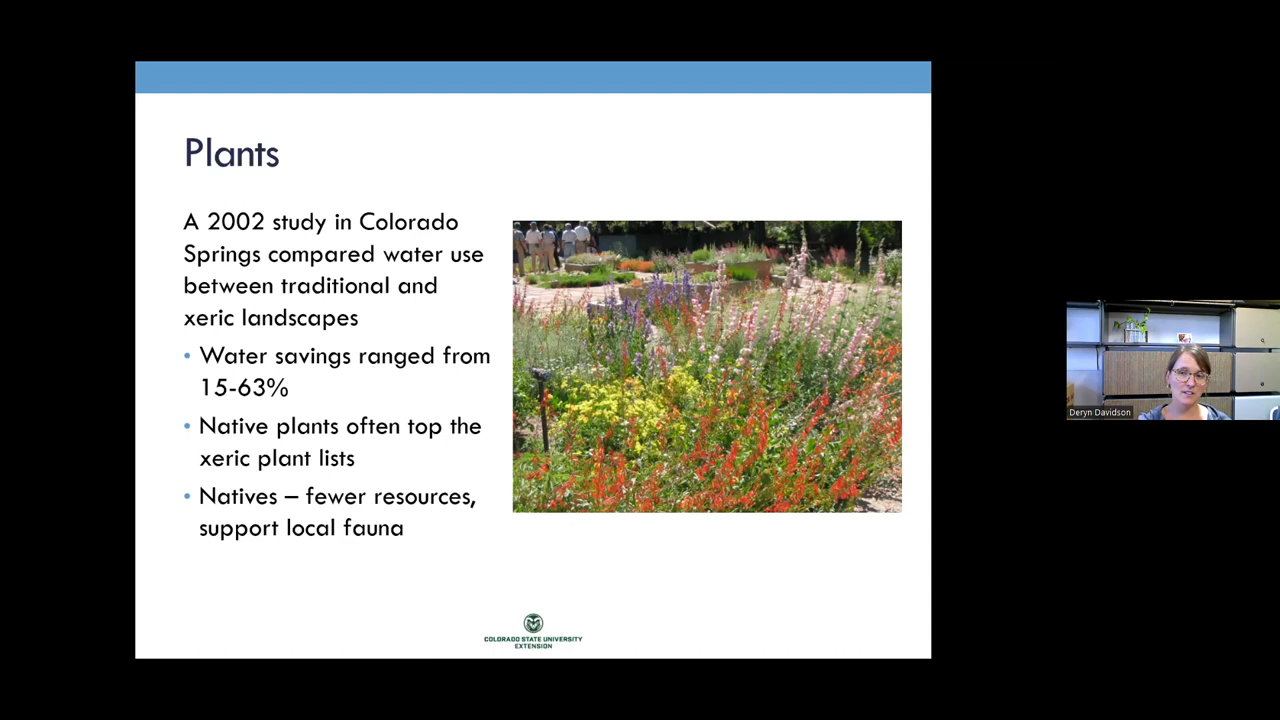 Plants
A 2002 study in Colorado
Springs compared water use
between traditional and
xeric landscapes
• Water savings ranged from
15-63%
• Native plants often top the
xeric plant lists
• Natives – fewer resources,
support local fauna
COLORADO STATE UNIVERSITY
EXTENSION
Deryn Davidson